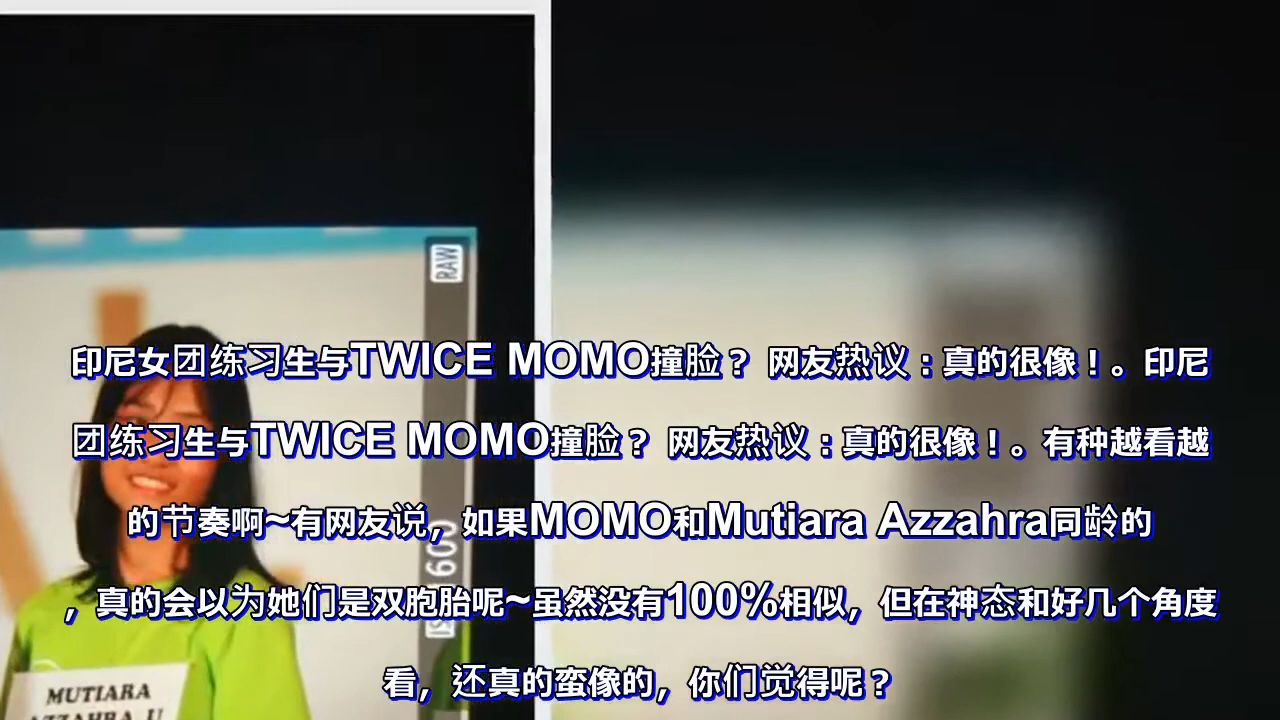 RAW
印尼女团练习生与TWICE MOMO撞脸？ 网友热议：真的很像！。印尼
团练习生与TWICE MOMO撞脸？ 网友热议：真的很像！。有种越看越
的节奏啊~有网友说，如果MOMO和Mutiara Azzahra同龄的
，真的会以为她们是双胞胎呢~虽然没有100%相似，但在神态和好几个角度
看，还真的蛮像的，你们觉得呢？
600
MUTIARA
AZZAHRA U